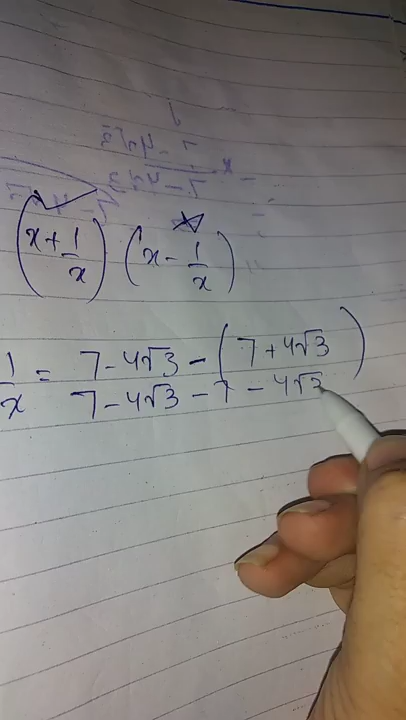 (x + 1/x) (x - 1/x)
1/x = 7 - 4√3 - (7 + 4√3)
7 - 4√3 - 7 - 4√3